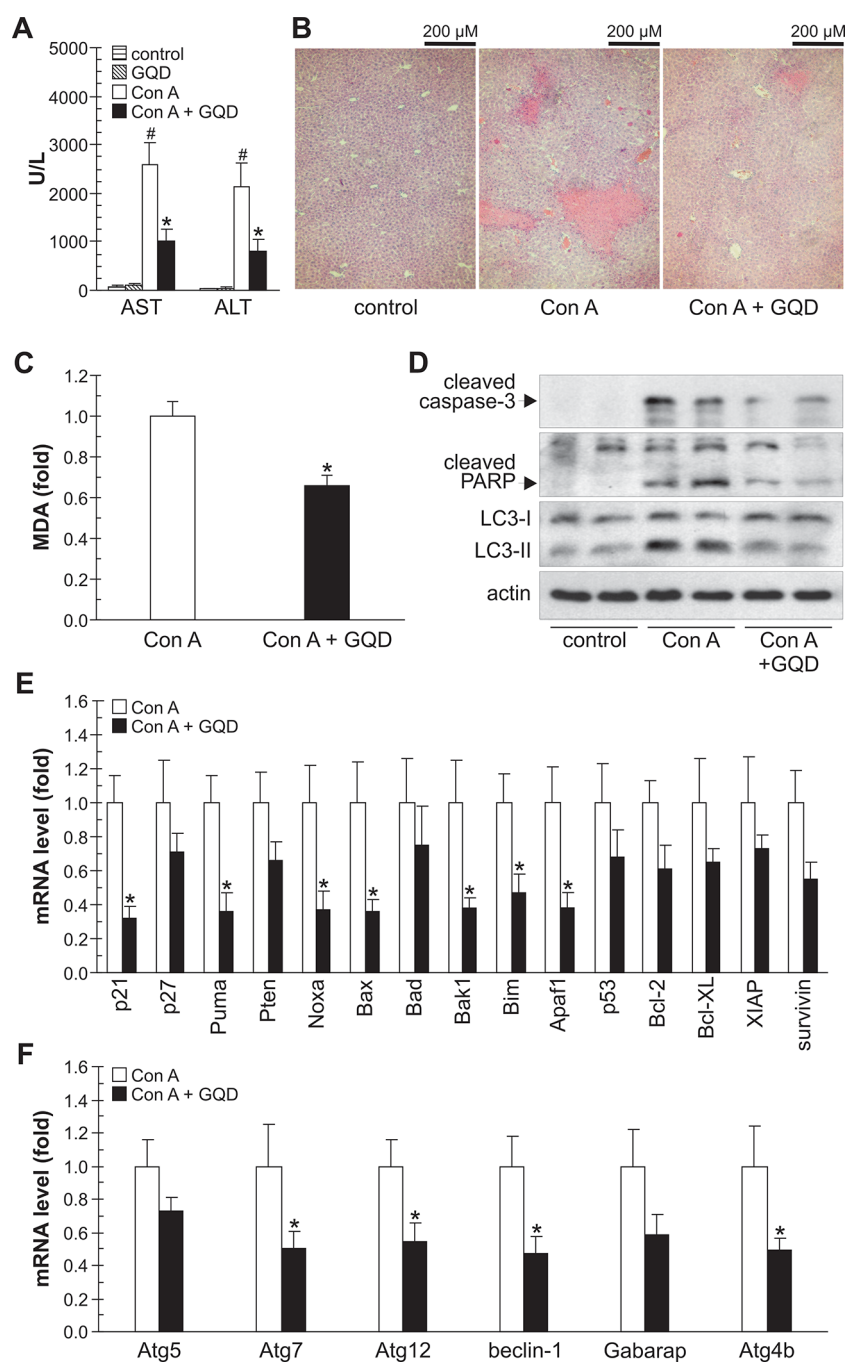 A
5000
4000
3000
2000
1000
0
U/L
control
GQD
Con A
Con A + GQD
#
*
#
*
AST
ALT
B
200 µM
200 µM
200 µM
control
Con A
Con A + GQD
C
1.2
1.0
0.8
0.6
0.4
0.2
0.0
MDA (fold)
*
Con A
Con A + GQD
D
cleaved
caspase-3
cleaved
PARP
LC3-I
LC3-II
actin
control
Con A
Con A
+GQD
E
1.6
1.4
1.2
1.0
0.8
0.6
0.4
0.2
0.0
mRNA level (fold)
Con A
Con A + GQD
*
*
*
*
*
*
*
p21
p27
Puma
Pten
Noxa
Bax
Bad
Bak1
Bim
Apaf1
p53
Bcl-2
Bcl-XL
XIAP
survivin
F
1.6
1.4
1.2
1.0
0.8
0.6
0.4
0.2
0.0
mRNA level (fold)
Con A
Con A + GQD
*
*
*
*
Atg5
Atg7
Atg12
beclin-1
Gabarap
Atg4b